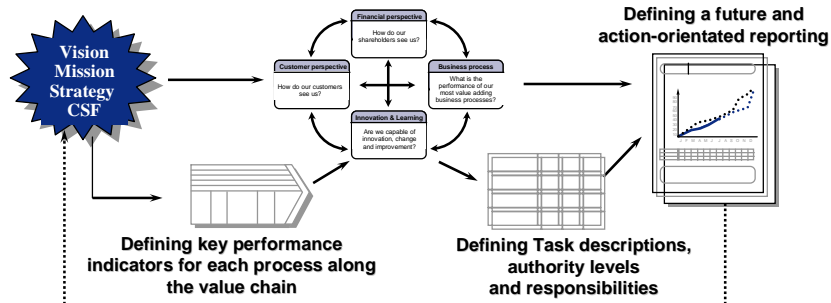 Vision
Mission
Strategy
CSF
Financial perspective
How do our
shareholders see us?
Customer perspective
How do our customers
see us?
Business process
What is the
performance of our
most value adding
business processes?
Innovation & Learning
Are we capable of
innovation, change
and improvement?
Defining a future and
action-orientated reporting
Defining key performance
indicators for each process along
the value chain
Defining Task descriptions,
authority levels
and responsibilities